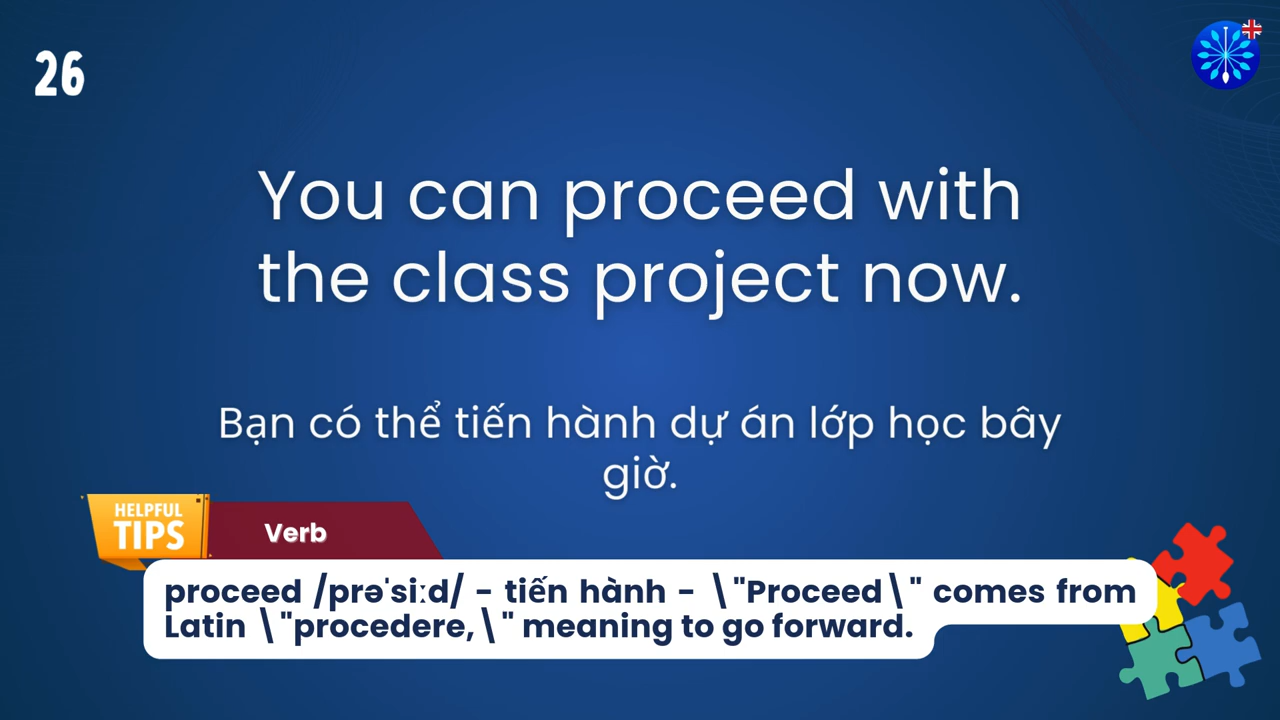 26
You can proceed with
the class project now.
Bạn có thể tiến hành dự án lớp học bây
giờ.
HELPFUL
TIPS
Verb
proceed /prəˈsiːd/ - tiến hành - \"Proceed\" comes from
Latin \"procedere,\" meaning to go forward.